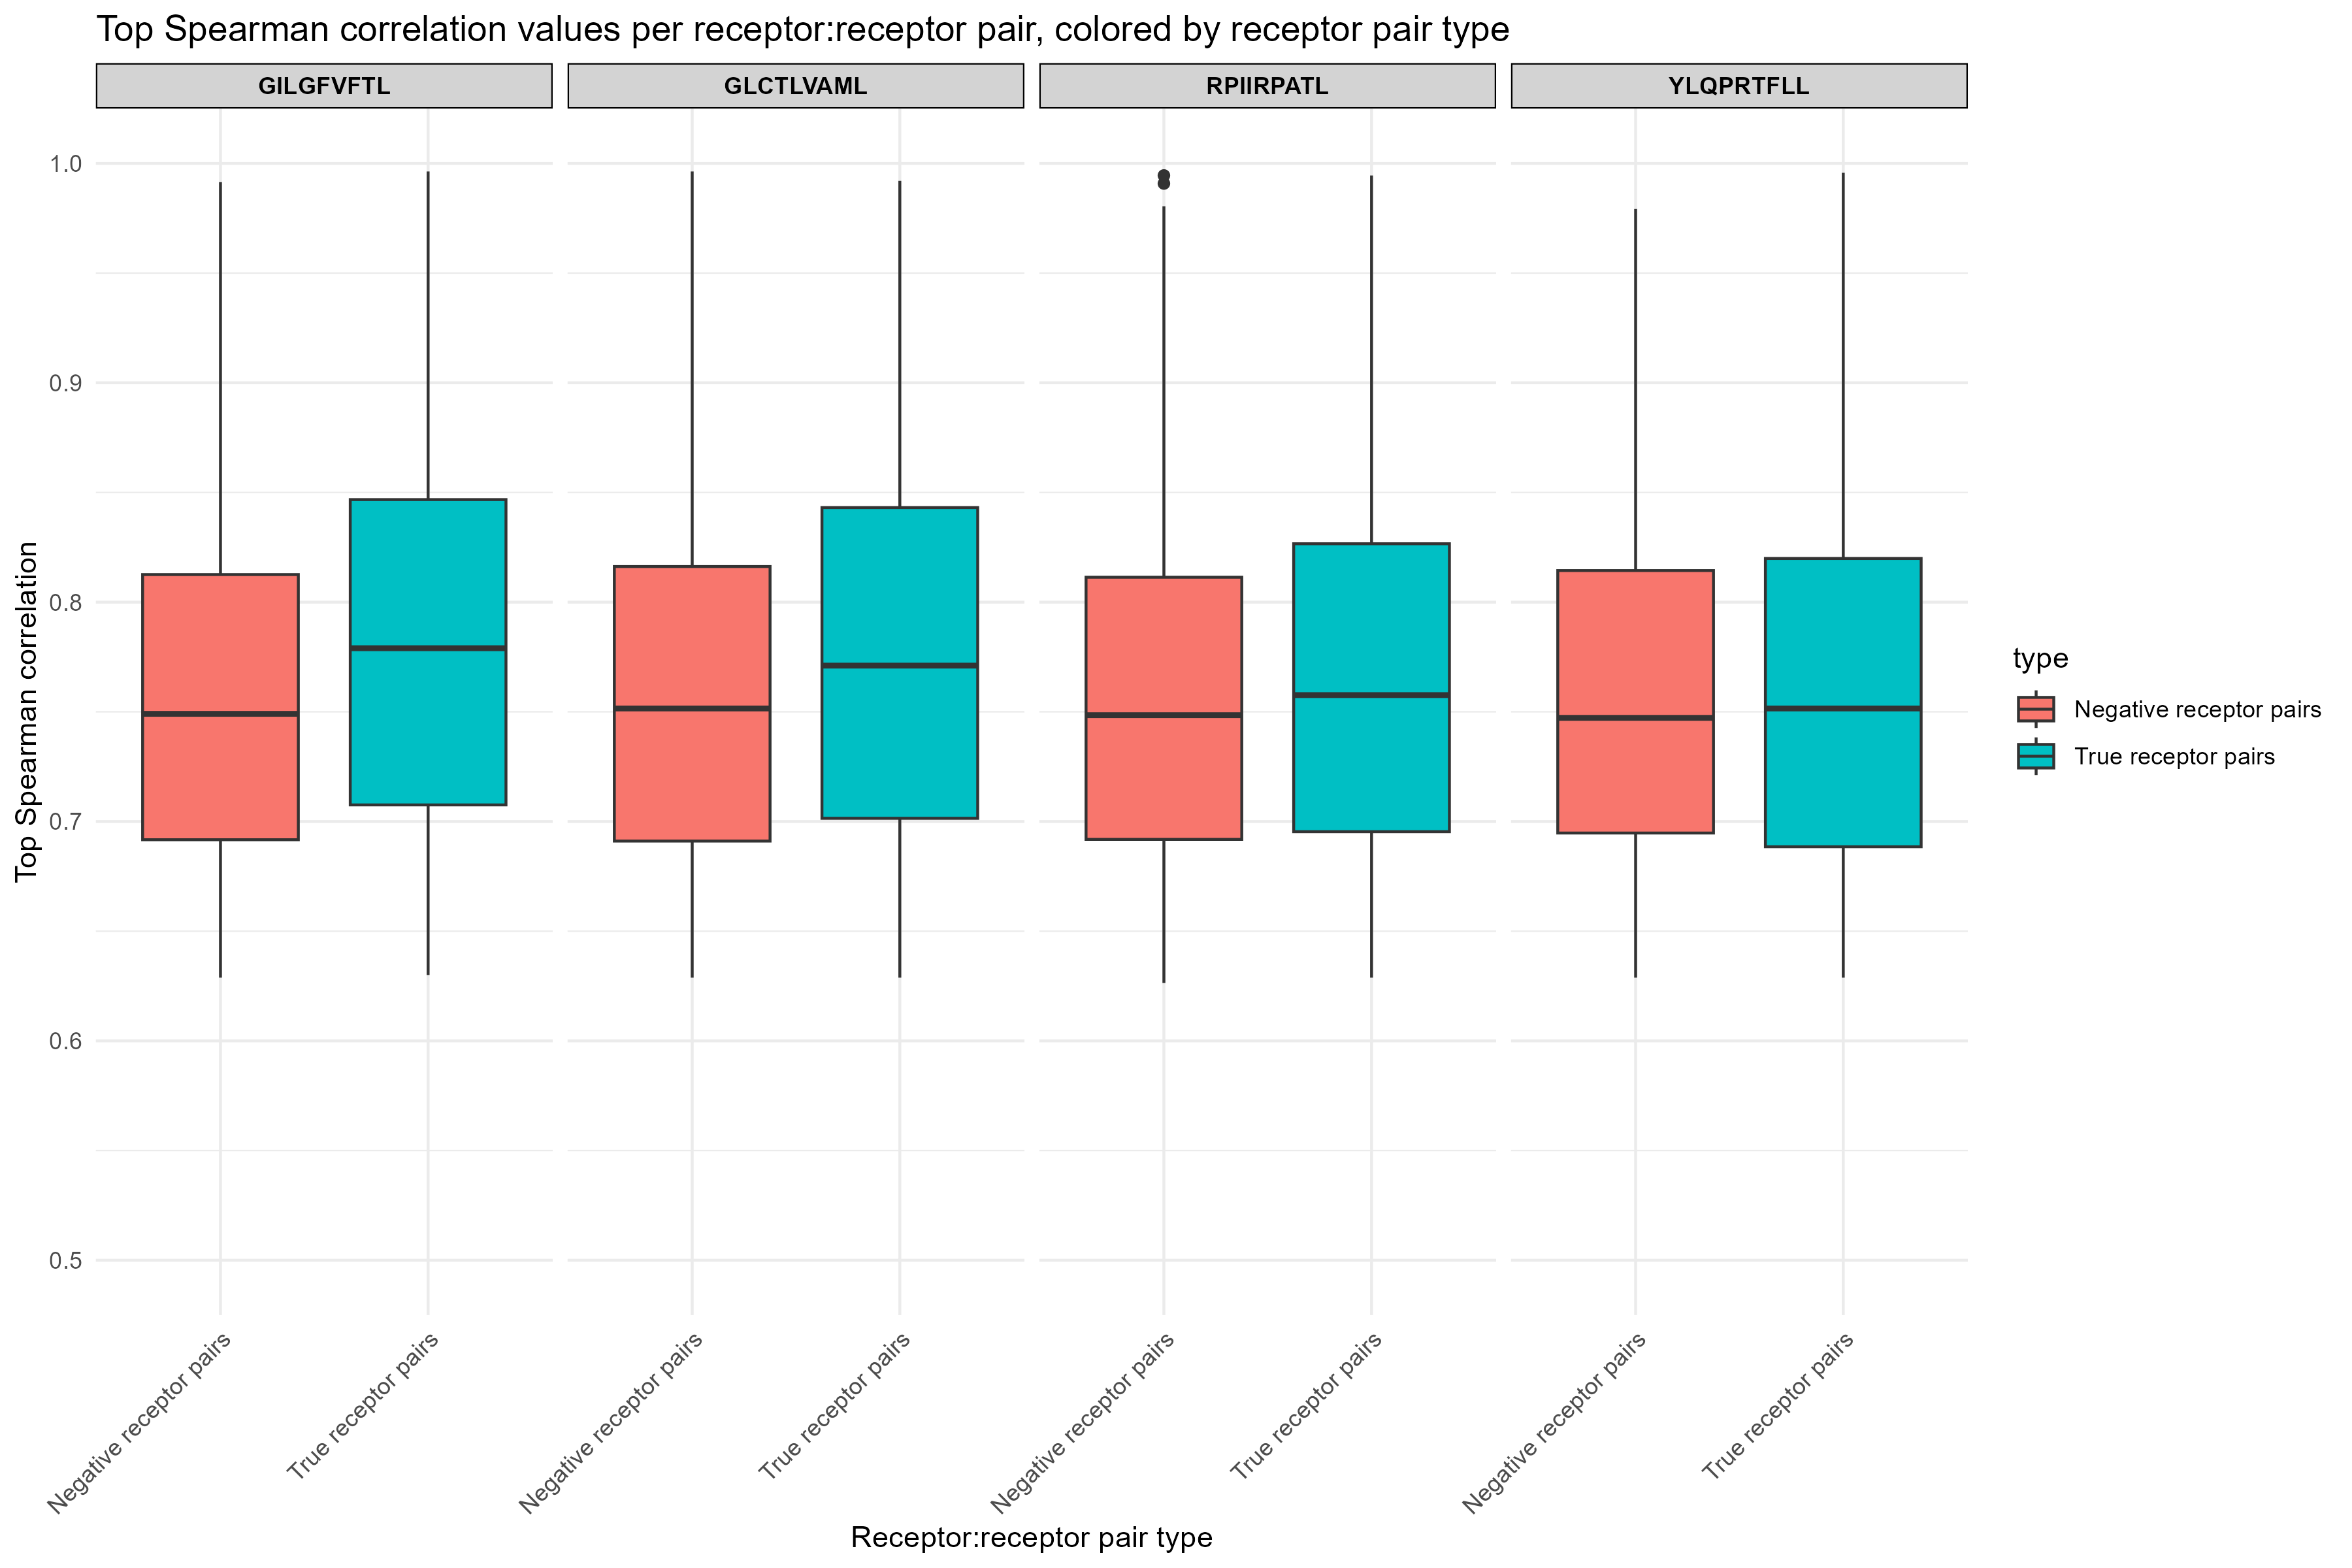 Top Spearman correlation values per receptor:receptor pair, colored by receptor pair type
GILGFVFTL
GLCTLVAML
RPIIRPATL
YLQPRTFLL
Top Spearman correlation
1.0
0.9
0.8
0.7
0.6
0.5
Negative receptor pairs
True receptor pairs
Negative receptor pairs
True receptor pairs
Negative receptor pairs
True receptor pairs
Negative receptor pairs
True receptor pairs
Receptor:receptor pair type
type
Negative receptor pairs
True receptor pairs